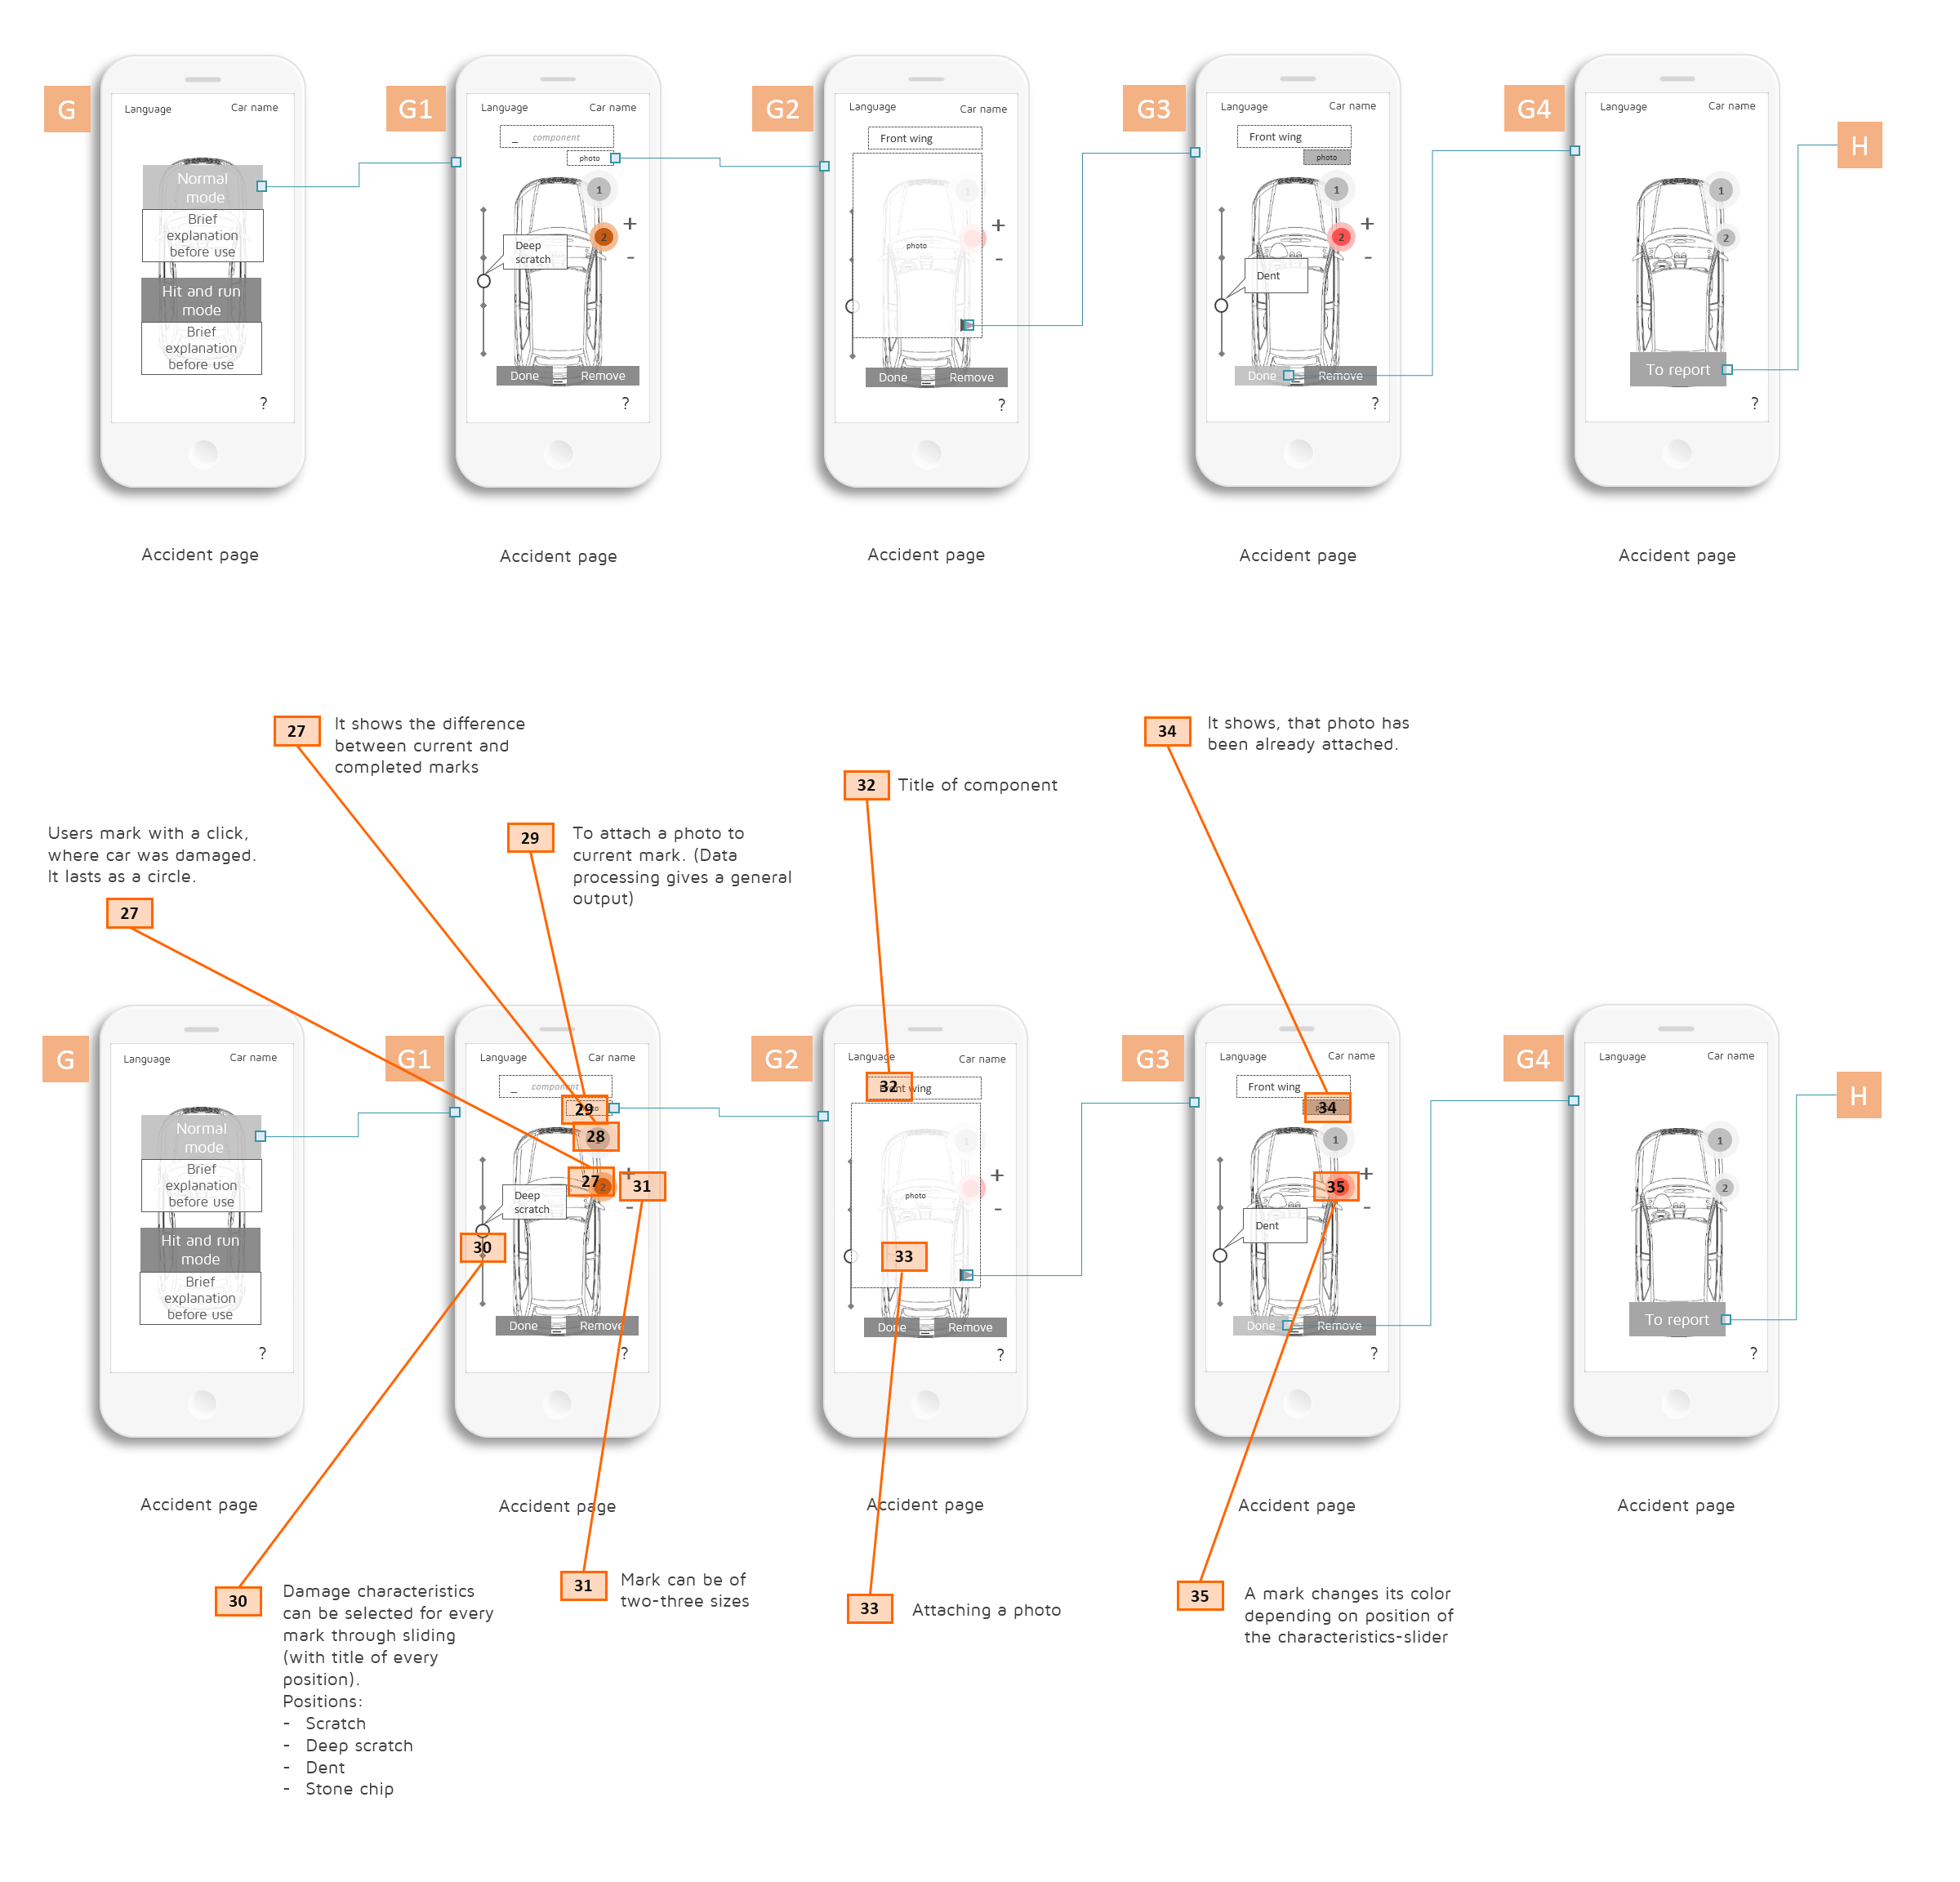 G
Language
Car name
Normal
mode
Brief
explanation
before use
Hit and run
mode
Brief
explanation
before use
?
Accident page
G1
Language
Car name
_ component
photo
1
2
+
-
Deep
scratch
Done
Remove
?
Accident page
G2
Language
Car name
Front wing
1
photo
+
-
Done
Remove
?
Accident page
G3
Language
Car name
Front wing
photo
1
2
+
-
Dent
Done
Remove
?
Accident page
G4
Language
Car name
1
2
To report
?
Accident page
H
27
It shows the difference
between current and
completed marks
34
It shows, that photo has
been already attached.
32
Title of component
Users mark with a click,
where car was damaged.
It lasts as a circle.
27
29
To attach a photo to
current mark. (Data
processing gives a general
output)
G
Language
Car name
Normal
mode
Brief
explanation
before use
Hit and run
mode
Brief
explanation
before use
?
Accident page
G1
Language
Car name
_ component
29
28
27
2
+
31
-
Deep
scratch
30
Done
Remove
?
Accident page
G2
Language
Car name
32
wing
1
photo
+
-
33
Done
Remove
?
Accident page
G3
Language
Car name
Front wing
34
1
35
+
-
Dent
Done
Remove
?
Accident page
G4
Language
Car name
1
2
To report
?
Accident page
H
30
Damage characteristics
can be selected for every
mark through sliding
(with title of every
position).
Positions:
- Scratch
- Deep scratch
- Dent
- Stone chip
31
Mark can be of
two-three sizes
33
Attaching a photo
35
A mark changes its color
depending on position of
the characteristics-slider